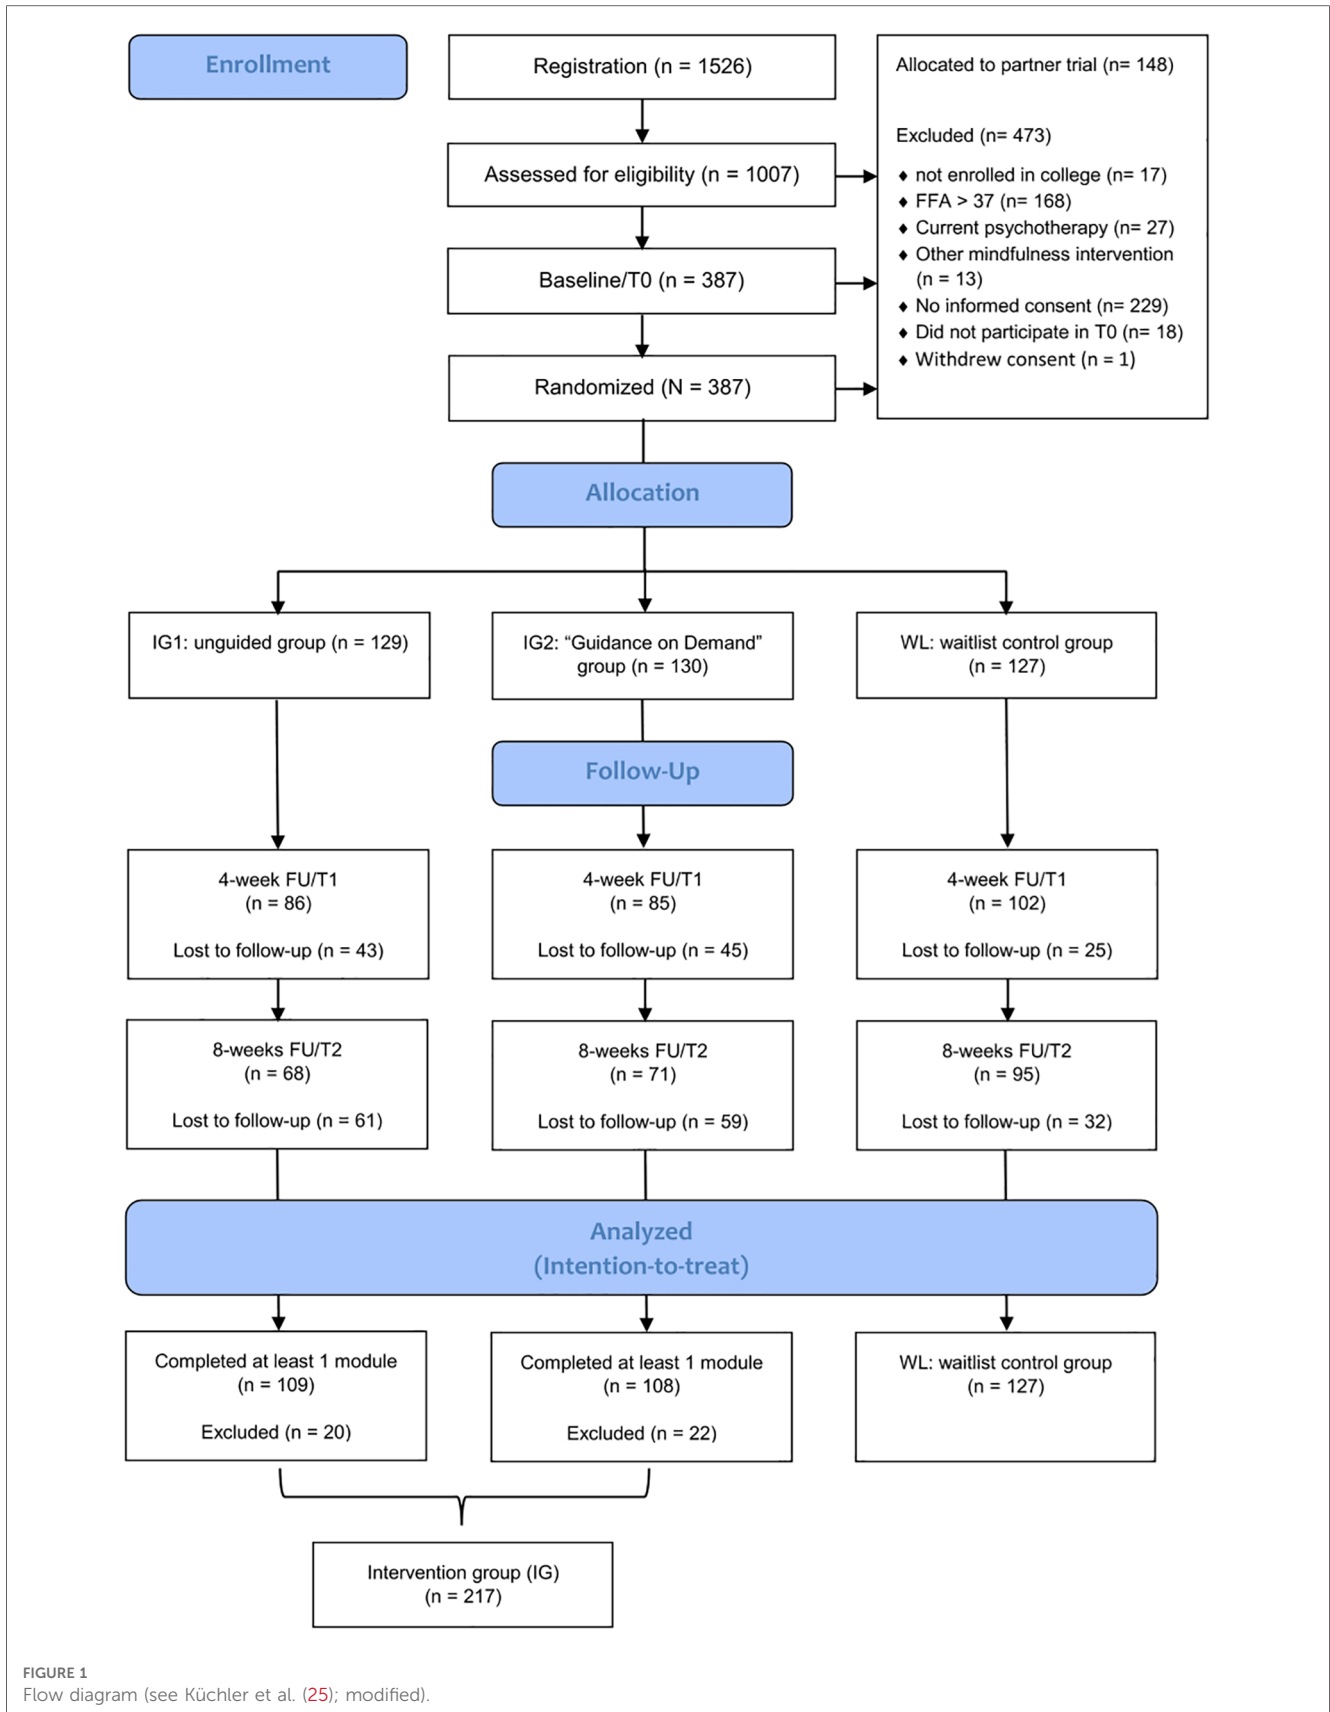 Enrollment
Registration (n = 1526)
Assessed for eligibility (n = 1007)
Baseline/T0 (n = 387)
Randomized (N = 387)
Allocated to partner trial (n= 148)
Excluded (n= 473)
♦ not enrolled in college (n= 17)
♦ FFA > 37 (n= 168)
♦ Current psychotherapy (n= 27)
♦ Other mindfulness intervention
(n = 13)
♦ No informed consent (n= 229)
♦ Did not participate in T0 (n= 18)
♦ Withdrew consent (n = 1)
Allocation
IG1: unguided group (n = 129)
IG2: “Guidance on Demand”
group (n = 130)
WL: waitlist control group
(n = 127)
Follow-Up
4-week FU/T1
(n = 86)
Lost to follow-up (n = 43)
4-week FU/T1
(n = 85)
Lost to follow-up (n = 45)
4-week FU/T1
(n = 102)
Lost to follow-up (n = 25)
8-weeks FU/T2
(n = 68)
Lost to follow-up (n = 61)
8-weeks FU/T2
(n = 71)
Lost to follow-up (n = 59)
8-weeks FU/T2
(n = 95)
Lost to follow-up (n = 32)
Analyzed
(Intention-to-treat)
Completed at least 1 module
(n = 109)
Excluded (n = 20)
Completed at least 1 module
(n = 108)
Excluded (n = 22)
WL: waitlist control group
(n = 127)
Intervention group (IG)
(n = 217)
FIGURE 1
Flow diagram (see Küchler et al. (25); modified).